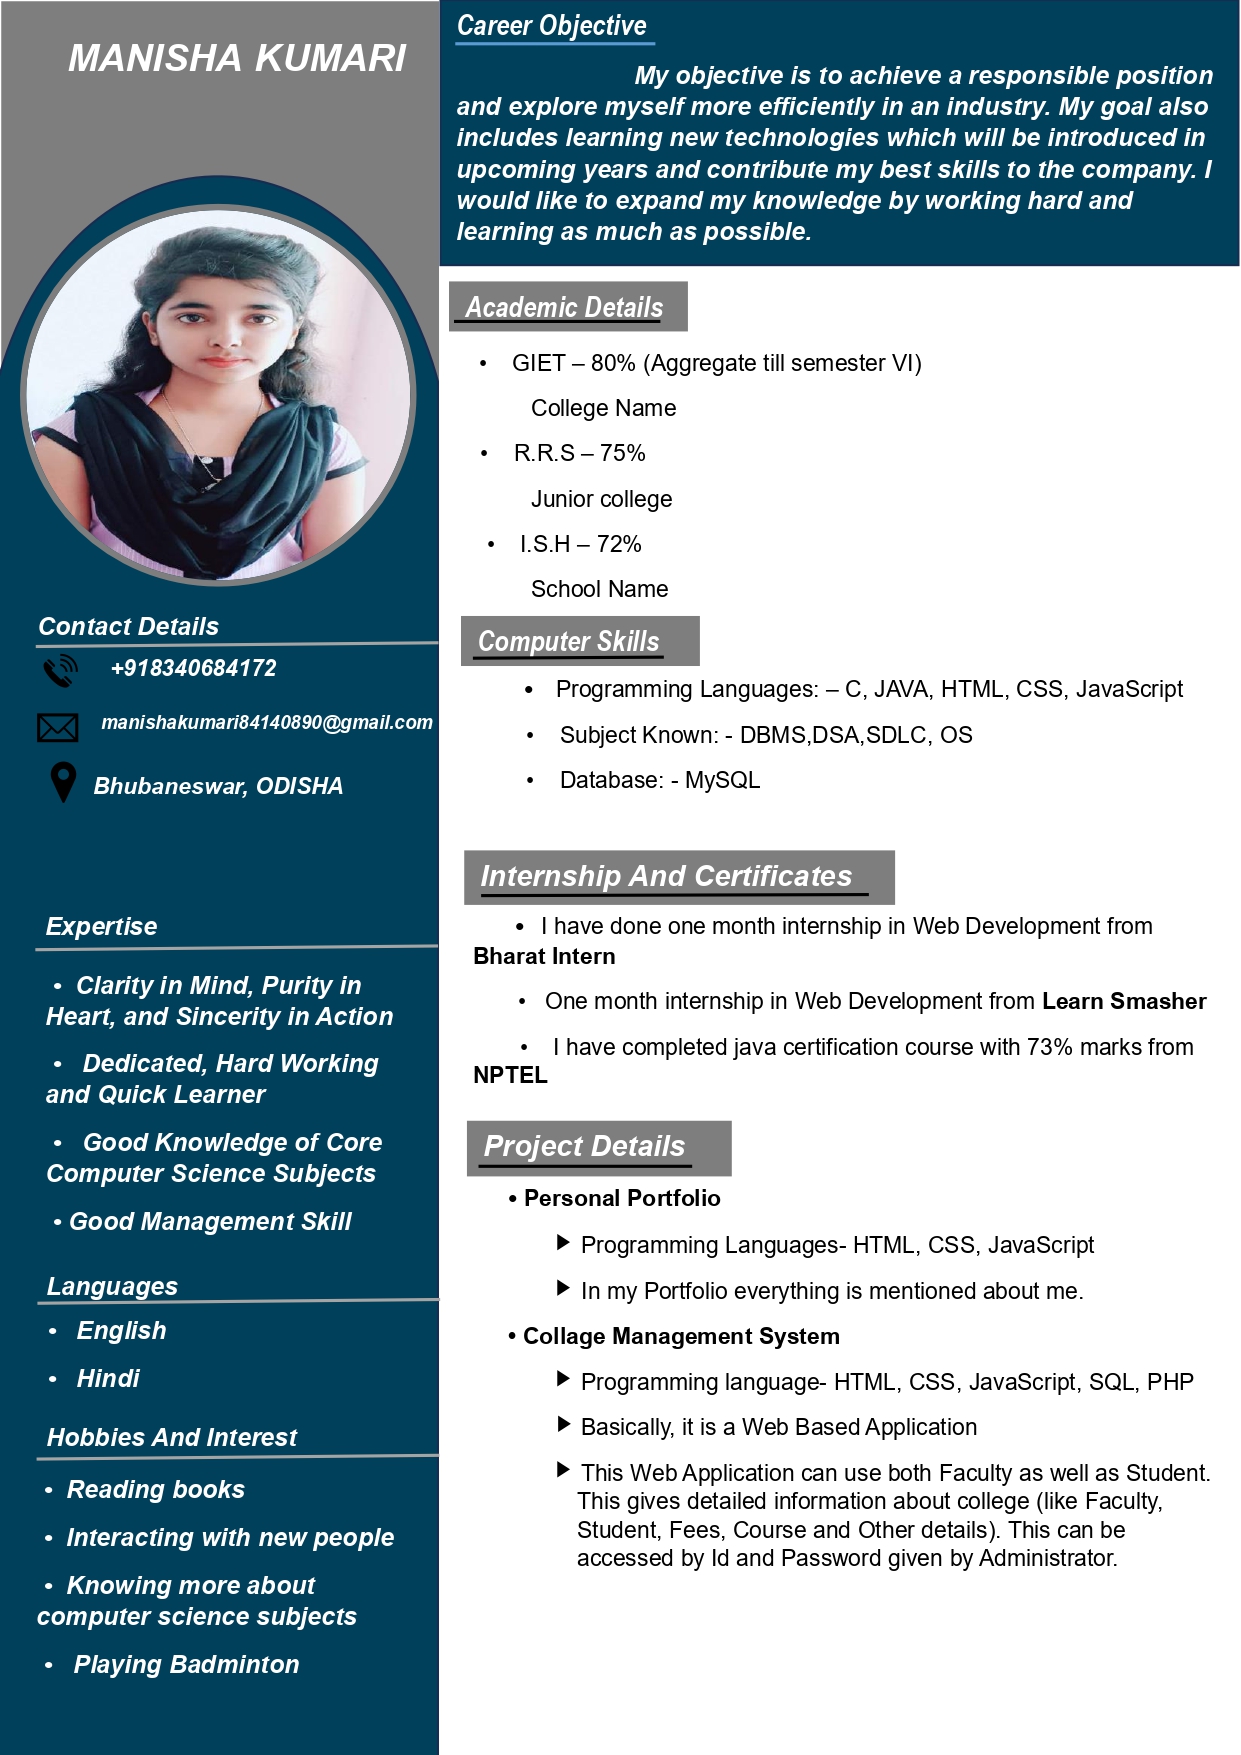 MANISHA KUMARI
Contact Details
+918340684172
manishakumari84140890@gmail.com
Bhubaneswar, ODISHA
Expertise
• Clarity in Mind, Purity in
Heart, and Sincerity in Action
• Dedicated, Hard Working
and Quick Learner
• Good Knowledge of Core
Computer Science Subjects
• Good Management Skill
Languages
• English
• Hindi
Hobbies And Interest
• Reading books
• Interacting with new people
• Knowing more about
computer science subjects
• Playing Badminton
Career Objective
My objective is to achieve a responsible position
and explore myself more efficiently in an industry. My goal also
includes learning new technologies which will be introduced in
upcoming years and contribute my best skills to the company. I
would like to expand my knowledge by working hard and
learning as much as possible.
Academic Details
• GIET – 80% (Aggregate till semester VI)
College Name
• R.R.S – 75%
Junior college
• I.S.H – 72%
School Name
Computer Skills
• Programming Languages: – C, JAVA, HTML, CSS, JavaScript
• Subject Known: - DBMS,DSA,SDLC, OS
• Database: - MySQL
Internship And Certificates
• I have done one month internship in Web Development from
Bharat Intern
• One month internship in Web Development from Learn Smasher
• I have completed java certification course with 73% marks from
NPTEL
Project Details
• Personal Portfolio
Programming Languages- HTML, CSS, JavaScript
In my Portfolio everything is mentioned about me.
• Collage Management System
Programming language- HTML, CSS, JavaScript, SQL, PHP
Basically, it is a Web Based Application
This Web Application can use both Faculty as well as Student.
This gives detailed information about college (like Faculty,
Student, Fees, Course and Other details). This can be
accessed by Id and Password given by Administrator.